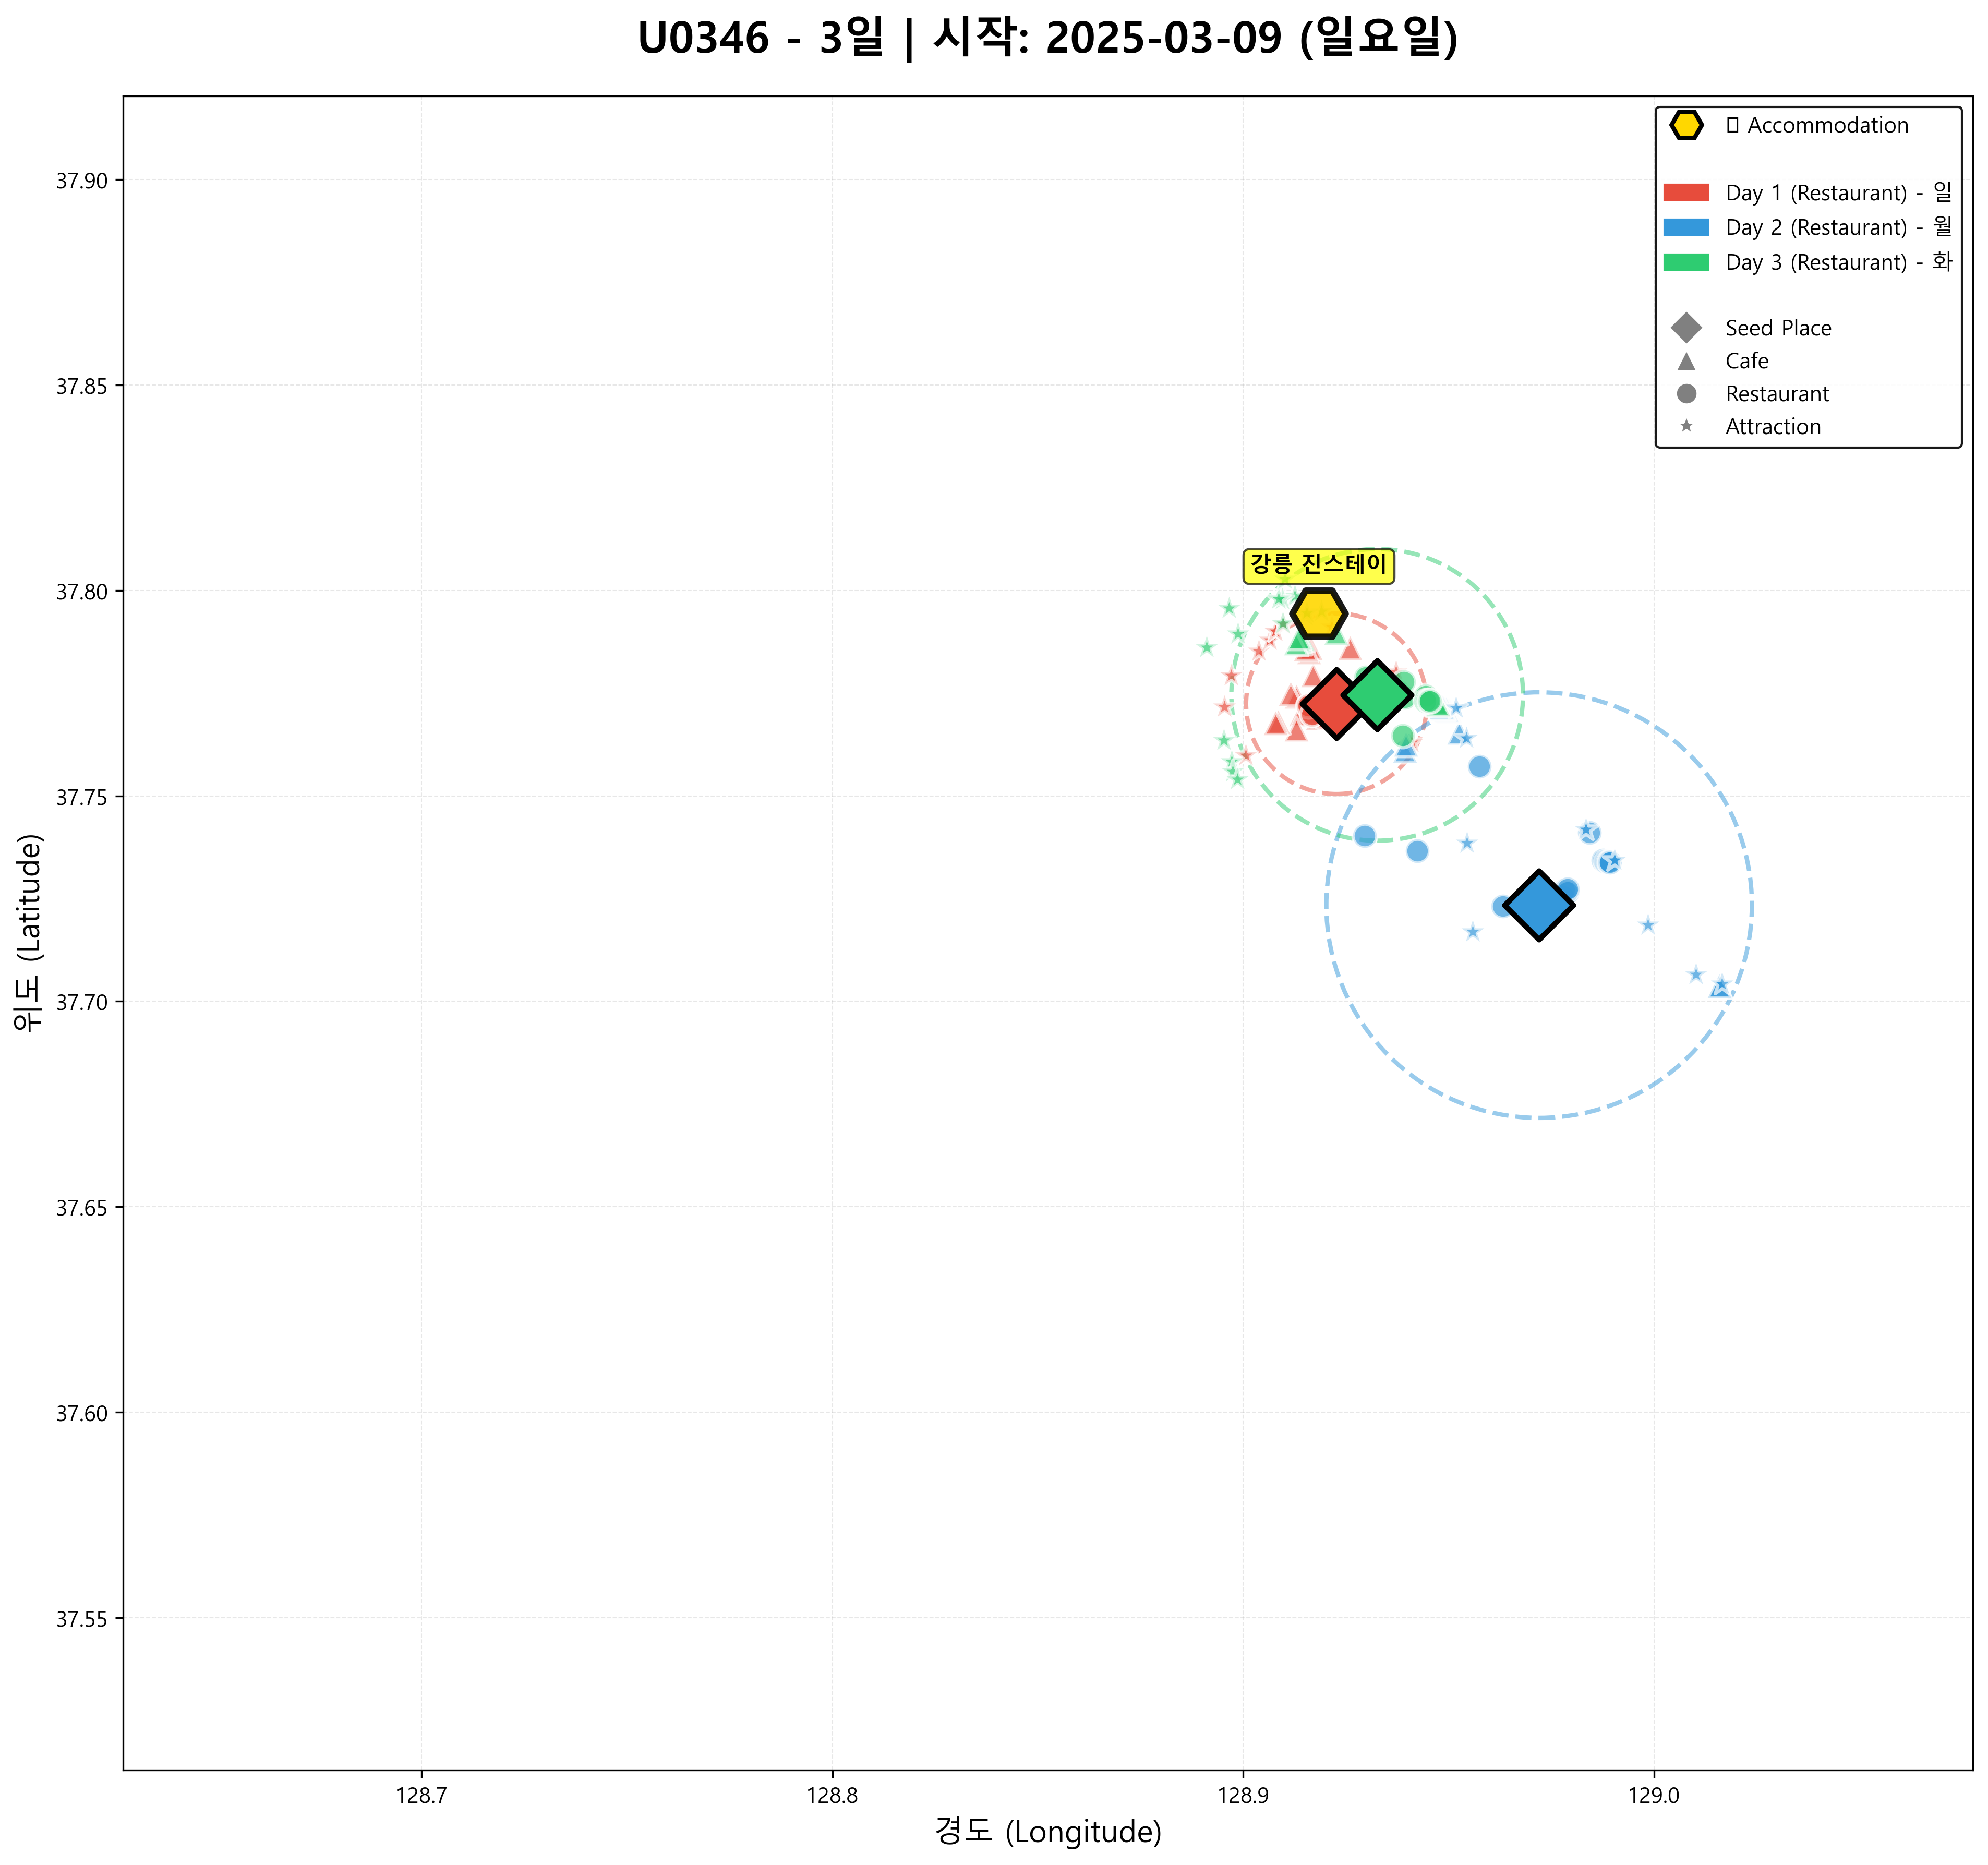 U0346 - 3일 | 시작: 2025-03-09 (일요일)
Accommodation
Day 1 (Restaurant) - 일
Day 2 (Restaurant) - 월
Day 3 (Restaurant) - 화
Seed Place
Cafe
Restaurant
Attraction
강릉 진스테이
37.90
37.85
37.80
37.75
37.70
37.65
37.60
37.55
위도 (Latitude)
128.7
128.8
128.9
129.0
경도 (Longitude)